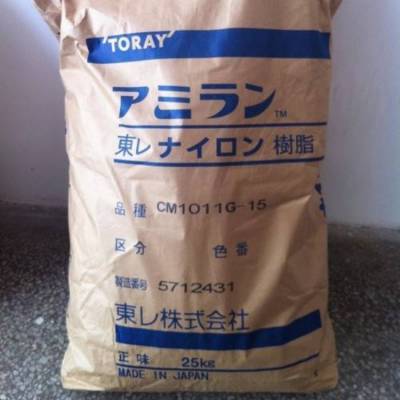 'TORAY'
アミラン™
東レ ナイロン 樹脂
品種 CM1011G-15
区分 色番
製造番号 5712431
東レ株式会社
正味 25kg
MADE IN JAPAN